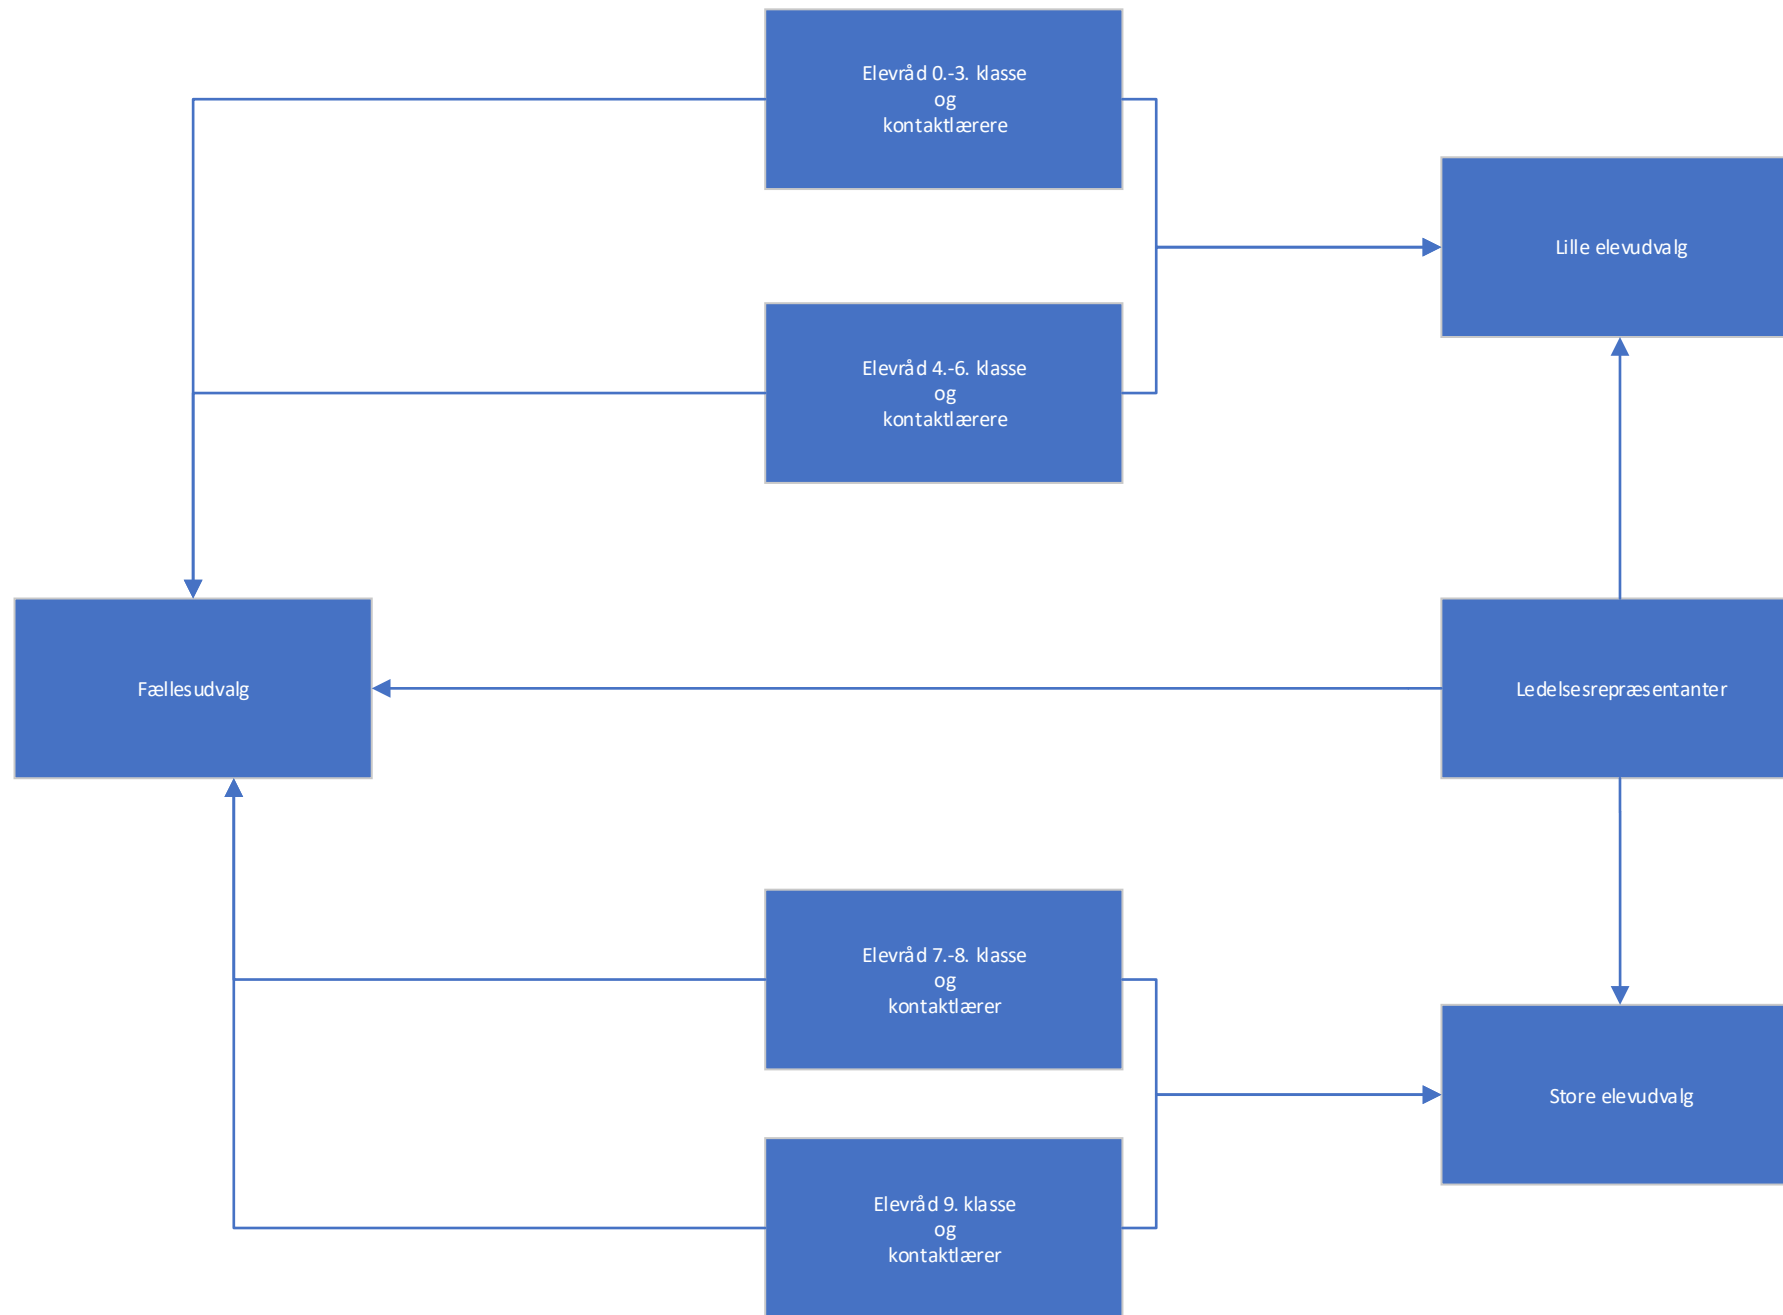 Elevråd 0.-3. klasse
og
kontaktlærere
Lille elevudvalg
Elevråd 4.-6. klasse
og
kontaktlærere
Fællesudvalg
Ledelsesrepræsentanter
Elevråd 7.-8. klasse
og
kontaktlærer
Store elevudvalg
Elevråd 9. klasse
og
kontaktlærer